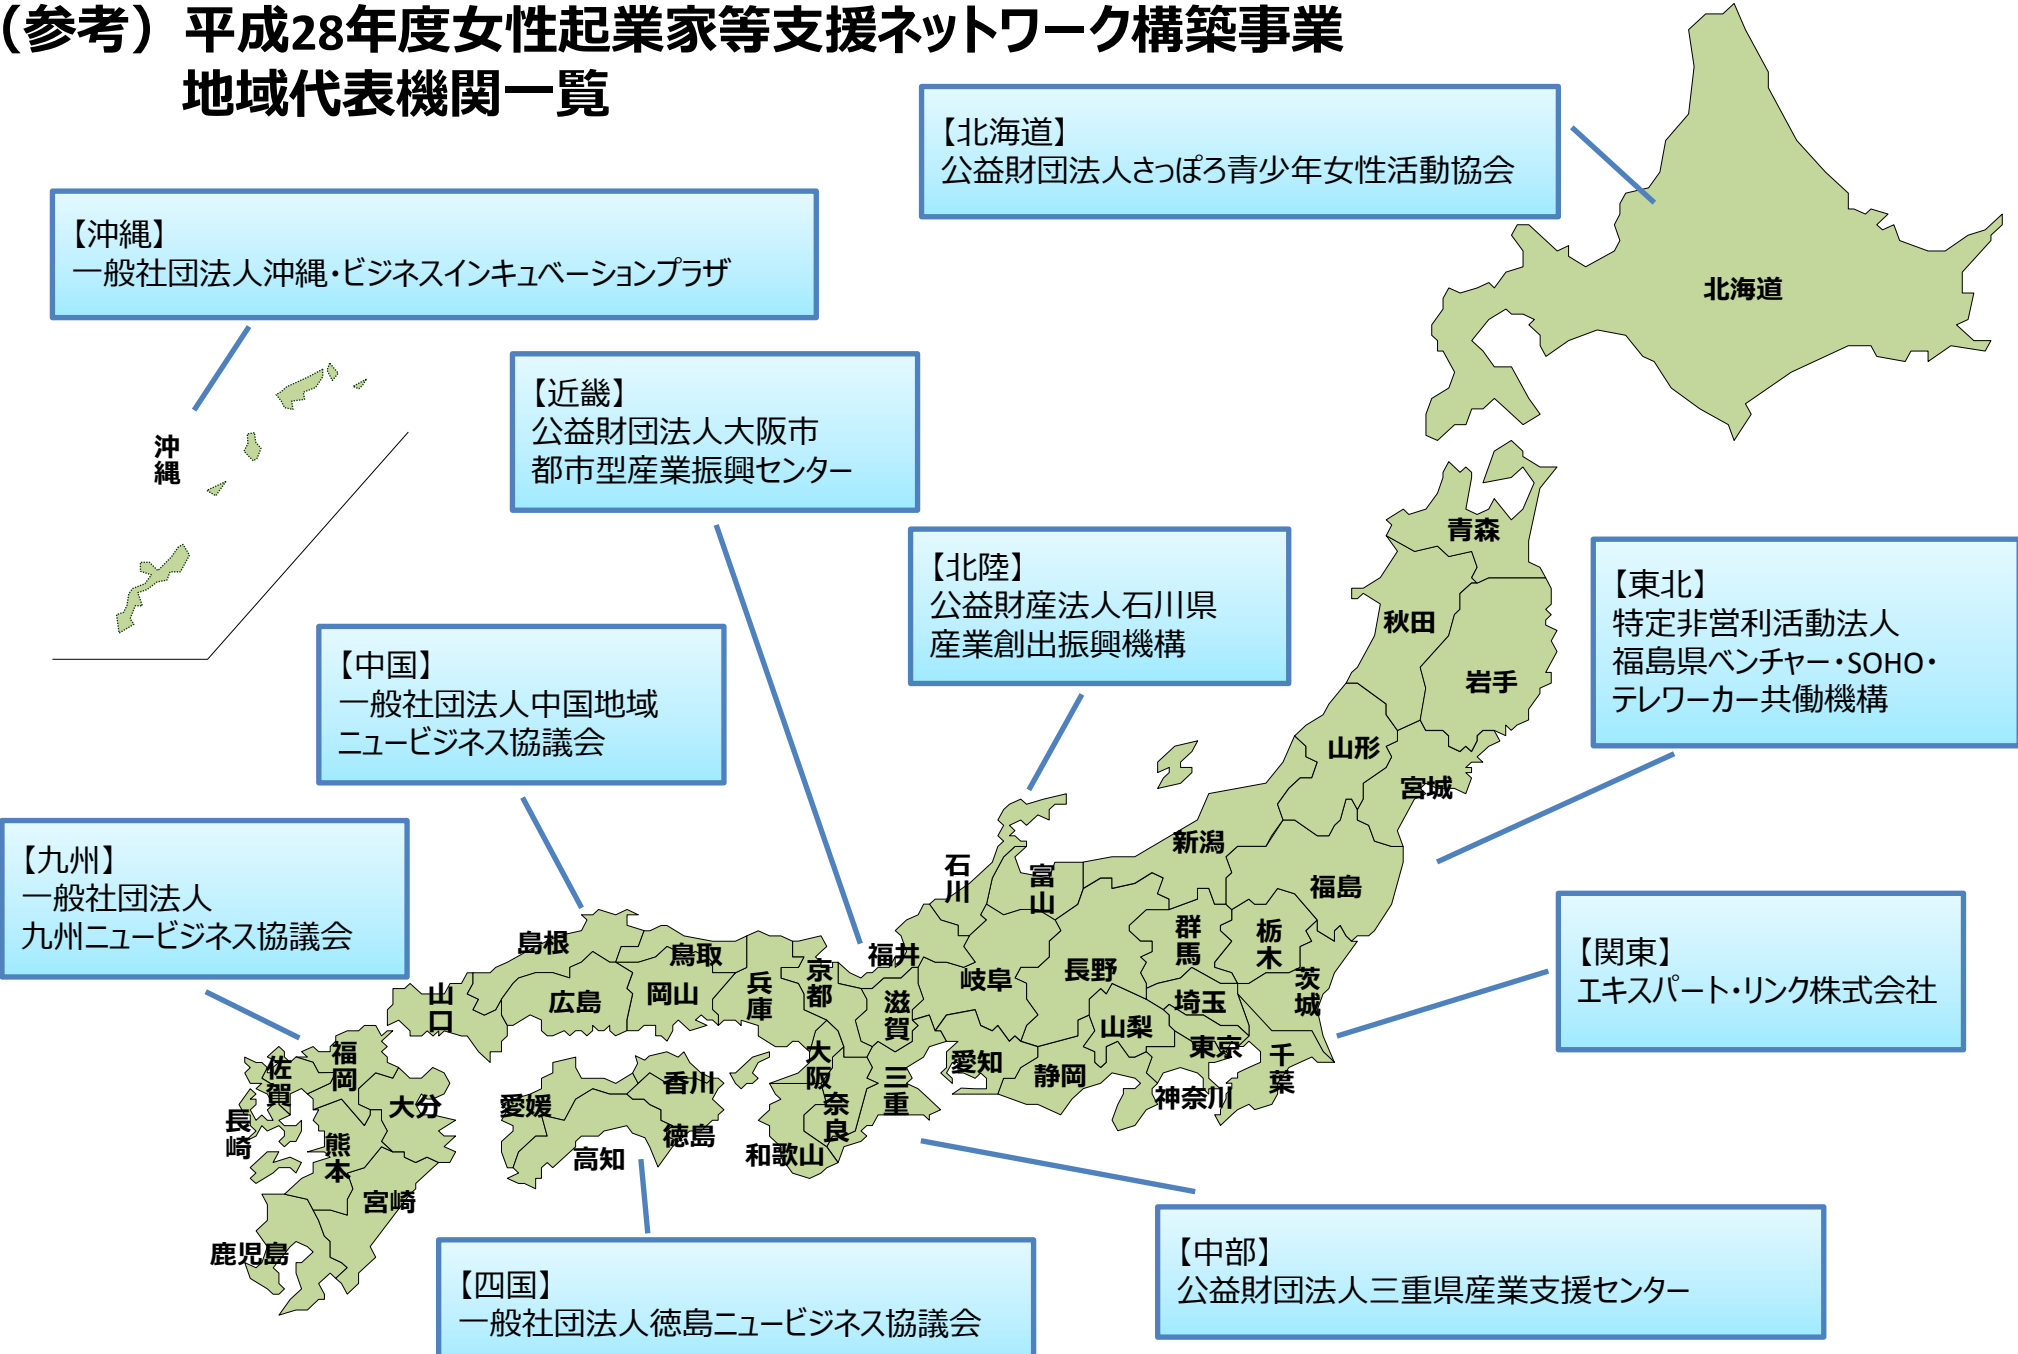 （参考）平成28年度女性起業家等支援ネットワーク構築事業
地域代表機関一覧
【北海道】
公益財団法人さっぽろ青少年女性活動協会
【沖縄】
一般社団法人沖縄・ビジネスインキュベーションプラザ
【近畿】
公益財団法人大阪市
都市型産業振興センター
【北陸】
公益財産法人石川県
産業創出振興機構
【東北】
特定非営利活動法人
福島県ベンチャー・SOHO・
テレワーカー共働機構
【中国】
一般社団法人中国地域
ニュービジネス協議会
【九州】
一般社団法人
九州ニュービジネス協議会
【関東】
エキスパート・リンク株式会社
【中部】
公益財団法人三重県産業支援センター
【四国】
一般社団法人徳島ニュービジネス協議会
北海道
沖縄
青森
秋田
岩手
山形
宮城
新潟
福島
石川
富山
群馬
栃木
茨城
福井
岐阜
長野
埼玉
山梨
東京
千葉
神奈川
静岡
愛知
滋賀
三重
京都
大阪
奈良
和歌山
兵庫
鳥取
島根
岡山
広島
山口
香川
徳島
愛媛
高知
福岡
佐賀
長崎
大分
熊本
宮崎
鹿児島